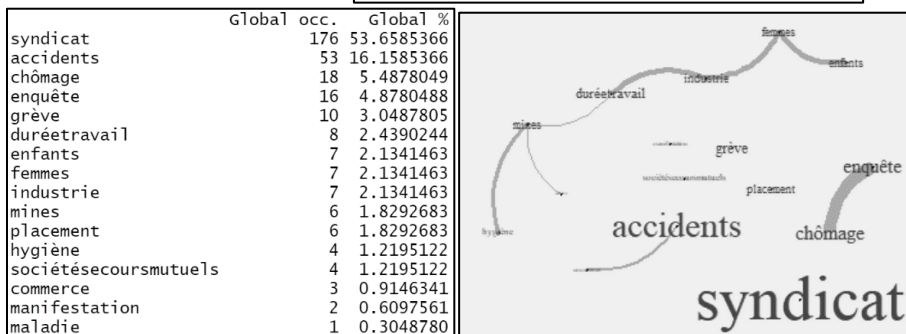 Global occ. Global %
syndicat 176 53.6585366
accidents 53 16.1585366
chômage 18 5.4878049
enquête 16 4.8780488
grève 10 3.0487805
duréetravail 8 2.4390244
enfants 7 2.1341463
femmes 7 2.1341463
industrie 7 2.1341463
mines 6 1.8292683
placement 6 1.8292683
hygiène 4 1.2195122
sociétésecoursmutuels 4 1.2195122
commerce 3 0.9146341
manifestation 2 0.6097561
maladie 1 0.3048780
femmes
enfants
industrie
duréetravail
mines
grève
enquête
sociétésecoursmutuels
placement
hygiène
accidents
chômage
syndicat